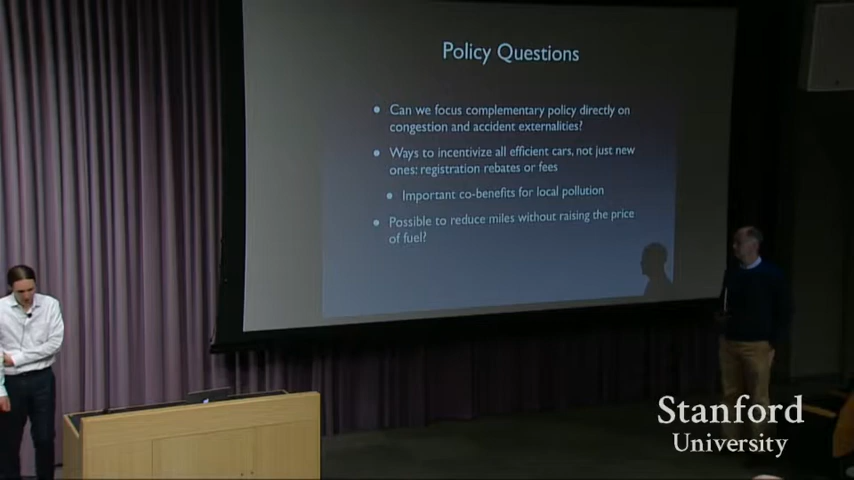 Policy Questions
• Can we focus complementary policy directly on
congestion and accident externalities?
• Ways to incentivize all efficient cars, not just new
ones: registration rebates or fees
• Important co-benefits for local pollution
• Possible to reduce miles without raising the price
of fuel?
Stanford
University